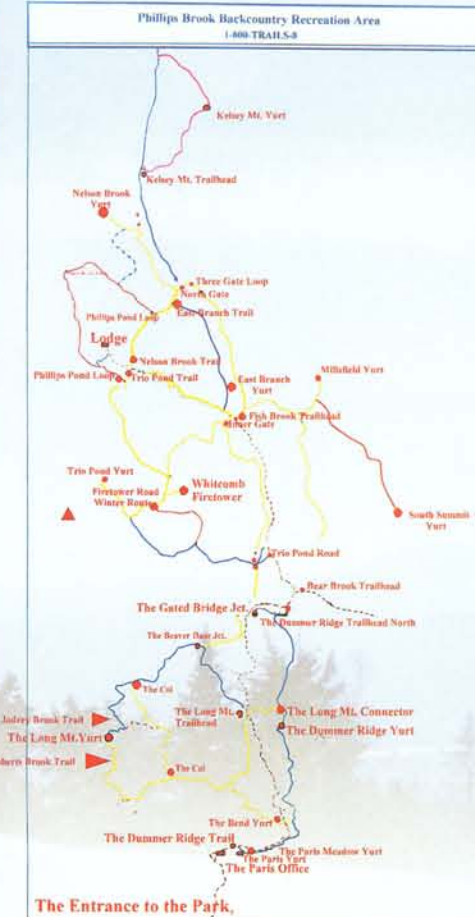 Phillips Brook Backcountry Recreation Area
1-800-TRAILS-8
Kelsey Mt. Yurt
Kelsey Mt. Trailhead
Nelson Brook
Yurt
Three Gate Loop
North Gate
East Branch Trail
Phillips Pond Loop
Lodge
Nelson Brook Trail
Phillips Pond Loop
Trio Pond Trail
Millsfield Yurt
East Branch
Yurt
Fish Brook Trailhead
Inner Gate
Trio Pond Yurt
Whitcomb
Firetower
Firetower Road
Winter Route
South Summit
Yurt
Trio Pond Road
Bear Brook Trailhead
The Gated Bridge Jct.
The Dummer Ridge Trailhead North
The Beaver Dam Jct.
The Col
Brook Trail
The Long Mt.
Trailhead
The Long Mt. Connector
The Long Mt.Yurt
The Dummer Ridge Yurt
Brook Trail
The Col
The Bend Yurt
The Dummer Ridge Trail
The Paris Meadow Yurt
The Paris Yurt
The Paris Office
The Entrance to the Park,